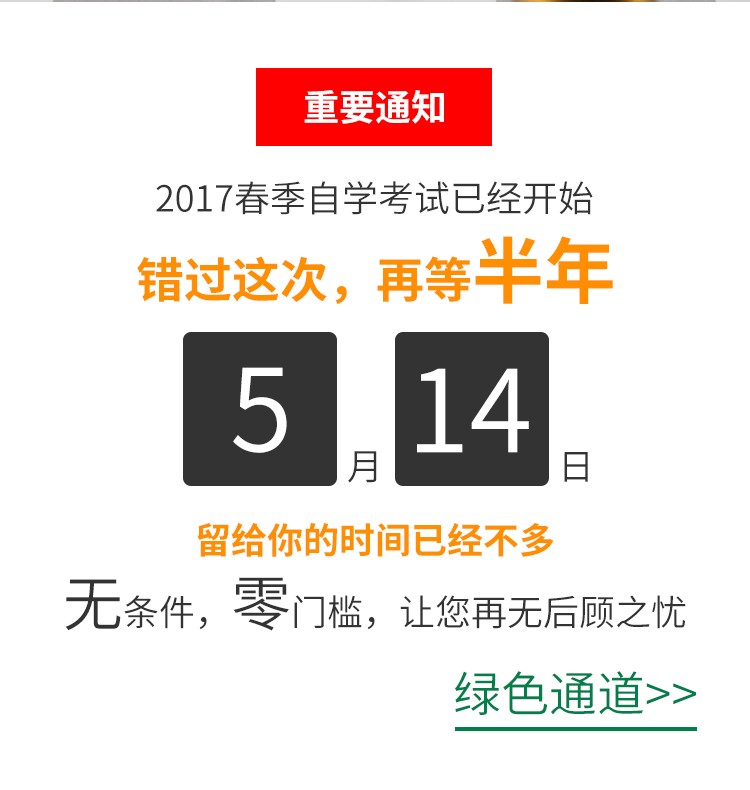 重要通知
2017春季自学考试已经开始
错过这次，再等半年
5月14日
留给你的时间已经不多
无条件，零门槛，让您再无后顾之忧
绿色通道>>